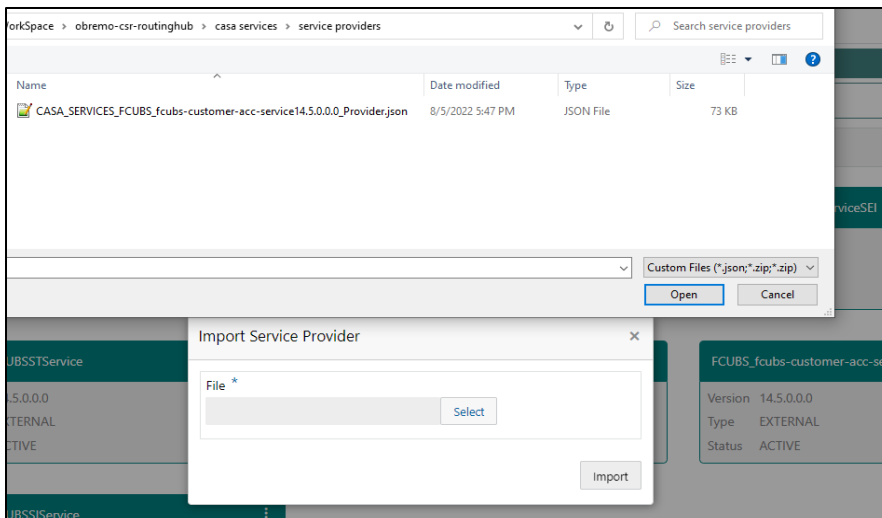 orkSpace > obremo-csr-routinghub > casa services > service providers
Search service providers
Name Date modified Type Size
CASA_SERVICES_FCUBS_fcubs-customer-acc-service14.5.0.0.0_Provider.json 8/5/2022 5:47 PM JSON File 73 KB
rviceSEI
Custom Files (*.json;*.zip;*.zip)
Open Cancel
Import Service Provider
UBSSTService
FCUBS_fcubs-customer-acc-se
File *
.5.0.0.0
Select
Version 14.5.0.0.0
TERNAL
Type EXTERNAL
CTIVE
Status ACTIVE
Import
UBSSIService